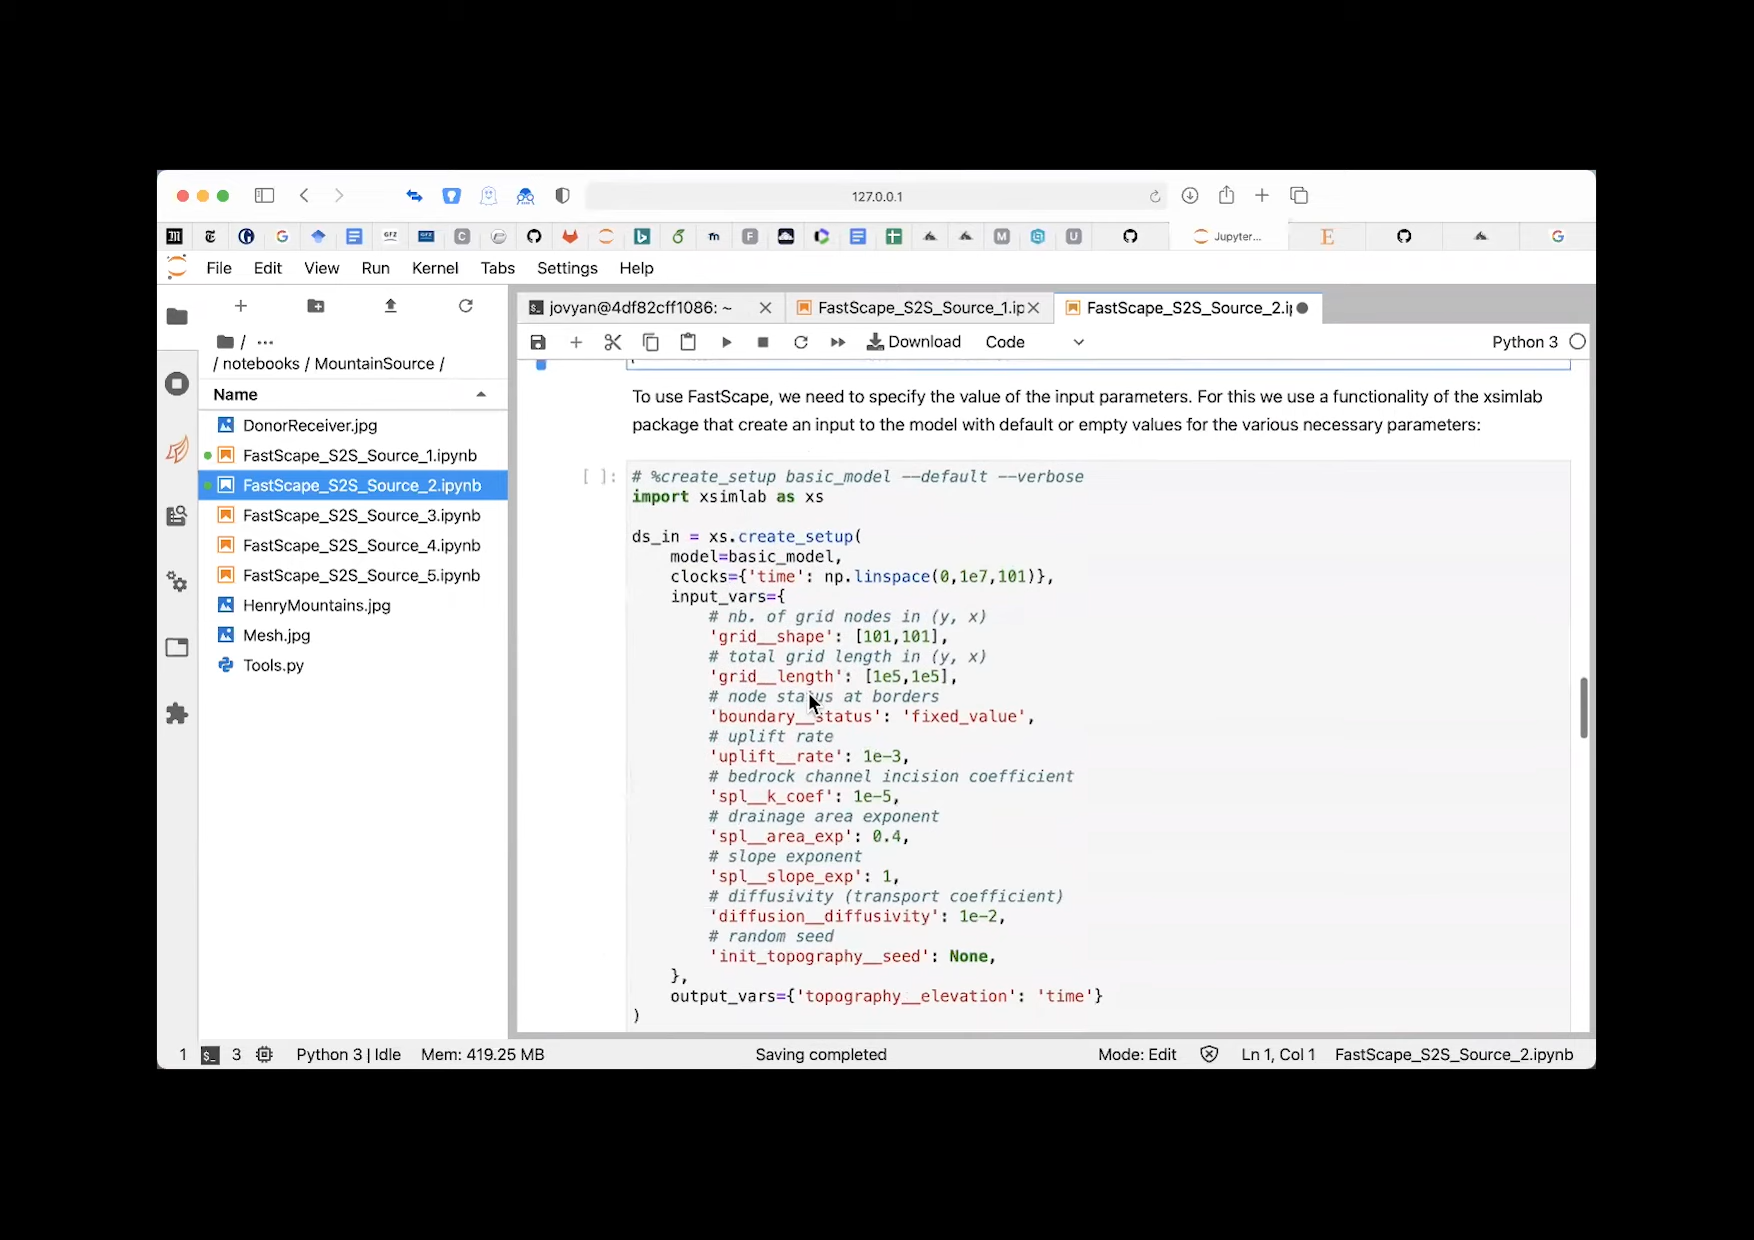 127.0.0.1
Jupyter...
File Edit View Run Kernel Tabs Settings Help
jovyan@4df82cff1086: ~
FastScape_S2S_Source_1.ip
FastScape_S2S_Source_2.i
Download
Code
Python 3
/ ...
/ notebooks / MountainSource /
Name
DonorReceiver.jpg
FastScape_S2S_Source_1.ipynb
FastScape_S2S_Source_2.ipynb
FastScape_S2S_Source_3.ipynb
FastScape_S2S_Source_4.ipynb
FastScape_S2S_Source_5.ipynb
HenryMountains.jpg
Mesh.jpg
Tools.py
To use FastScape, we need to specify the value of the input parameters. For this we use a functionality of the xsimlab
package that create an input to the model with default or empty values for the various necessary parameters:
[ ]:
# %create_setup basic_model --default --verbose
import xsimlab as xs
ds_in = xs.create_setup(
model=basic_model,
clocks={'time': np.linspace(0,1e7,101)},
input_vars={
# nb. of grid nodes in (y, x)
'grid__shape': [101,101],
# total grid length in (y, x)
'grid__length': [1e5,1e5],
# node status at borders
'boundary__status': 'fixed_value',
# uplift rate
'uplift__rate': 1e-3,
# bedrock channel incision coefficient
'spl__k_coef': 1e-5,
# drainage area exponent
'spl__area_exp': 0.4,
# slope exponent
'spl__slope_exp': 1,
# diffusivity (transport coefficient)
'diffusion__diffusivity': 1e-2,
# random seed
'init_topography__seed': None,
},
output_vars={'topography__elevation': 'time'}
)
1 3 Python 3 | Idle Mem: 419.25 MB Saving completed Mode: Edit Ln 1, Col 1 FastScape_S2S_Source_2.ipynb